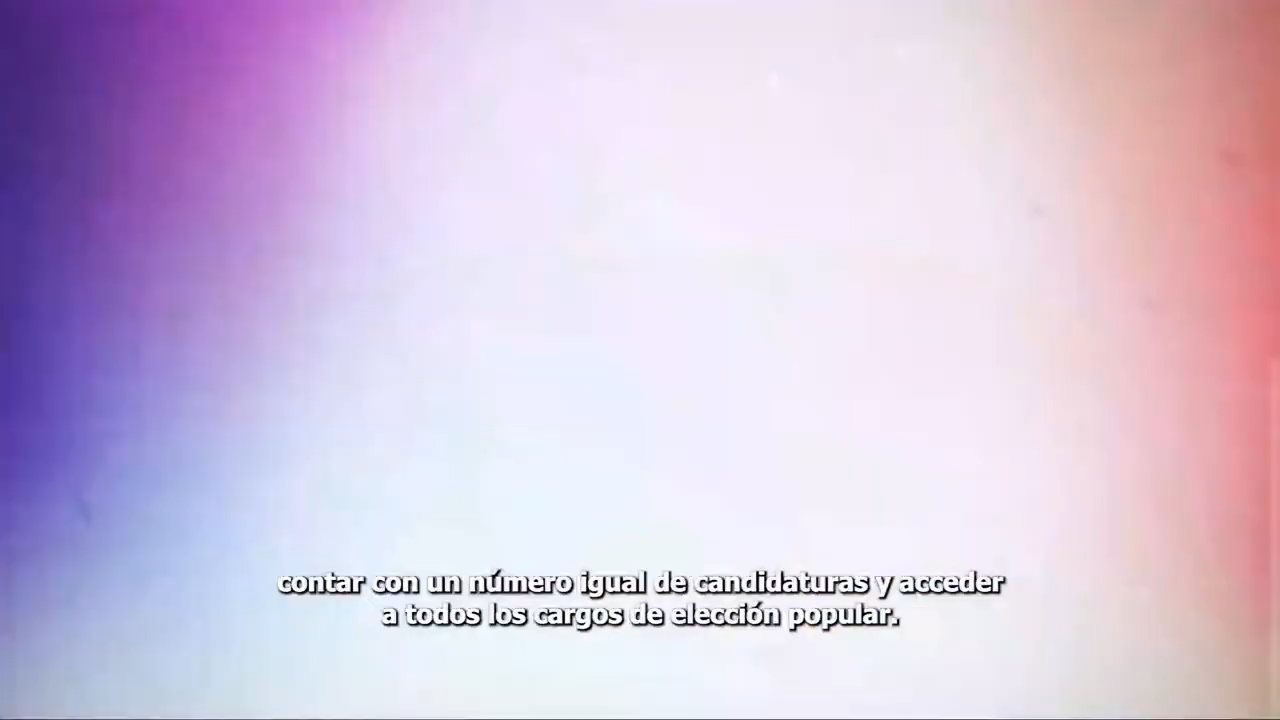 contar con un número igual de candidaturas y acceder
a todos los cargos de elección popular.